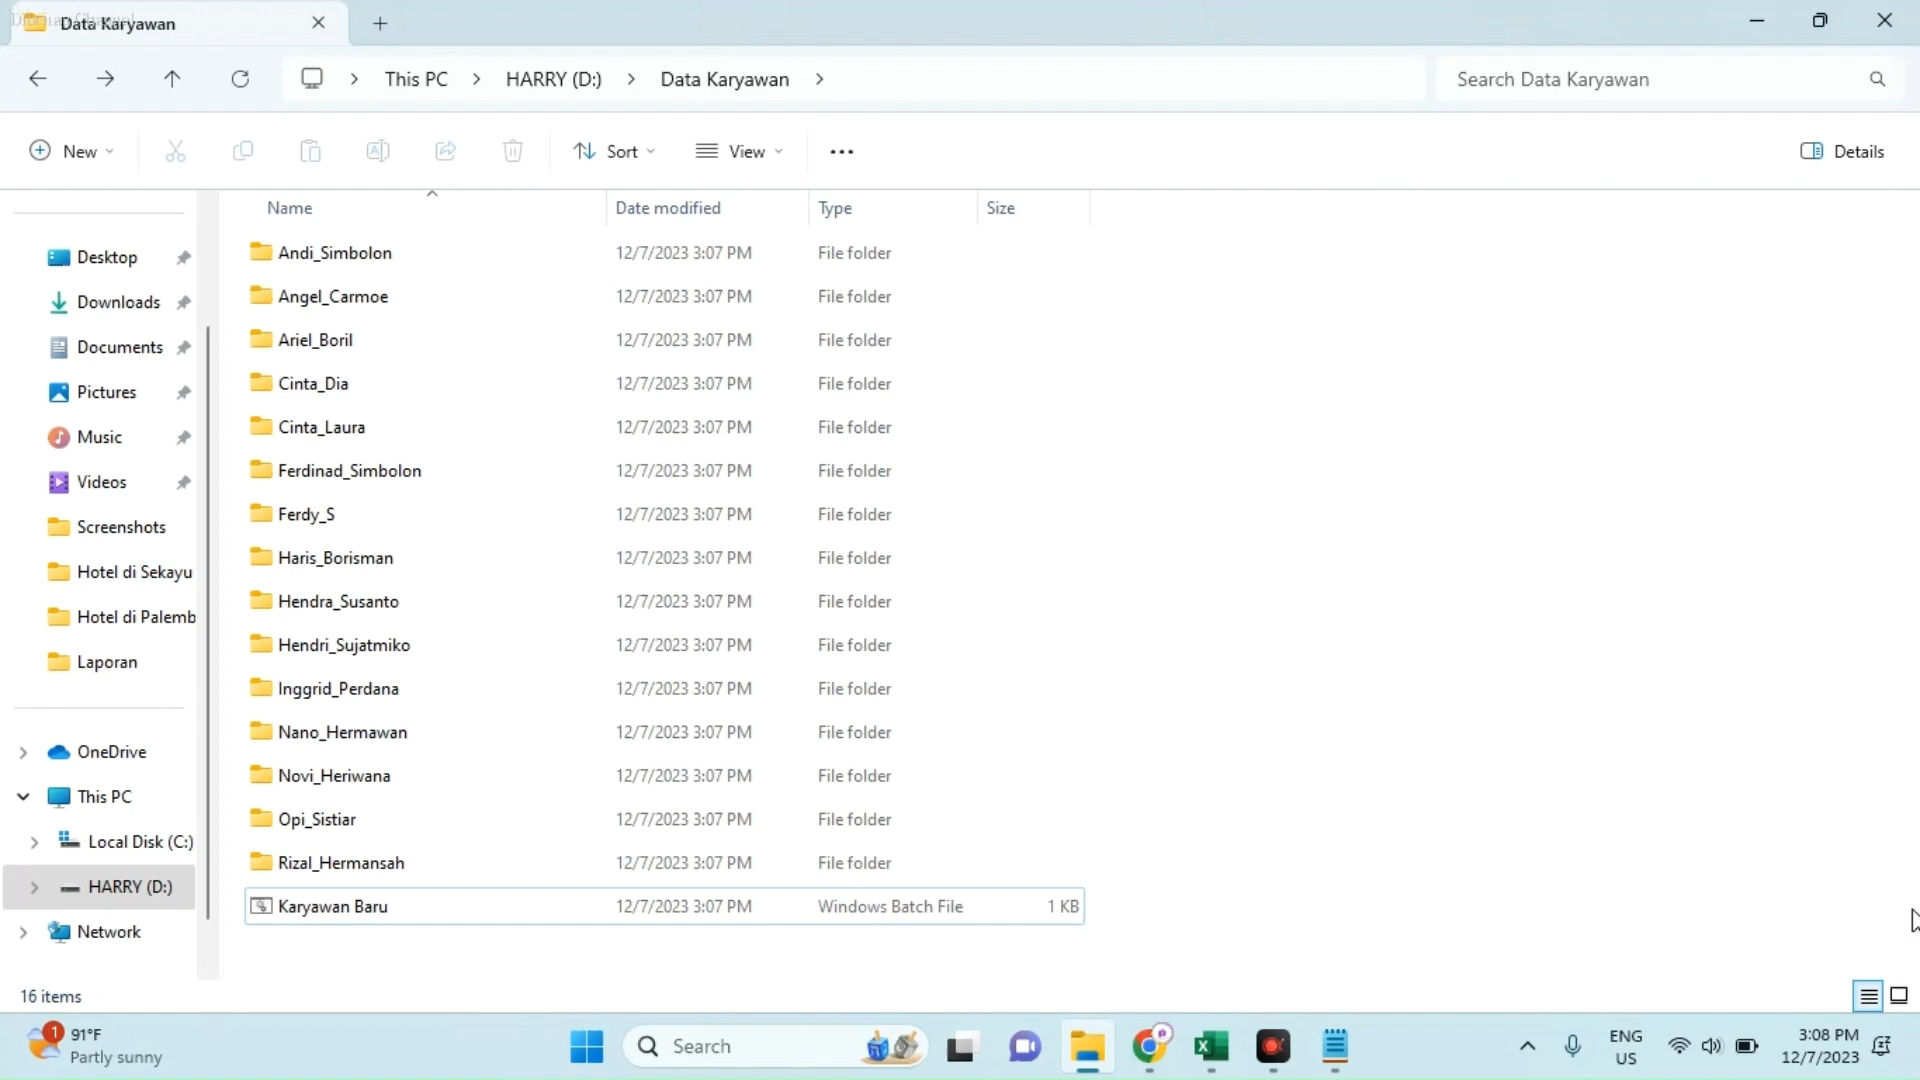 Data Karyawan
This PC
HARRY (D:)
Data Karyawan
Search Data Karyawan
New
Sort
View
Details
Name Date modified Type Size
Andi_Simbolon 12/7/2023 3:07 PM File folder
Angel_Carmoe 12/7/2023 3:07 PM File folder
Ariel_Boril 12/7/2023 3:07 PM File folder
Cinta_Dia 12/7/2023 3:07 PM File folder
Cinta_Laura 12/7/2023 3:07 PM File folder
Ferdinad_Simbolon 12/7/2023 3:07 PM File folder
Ferdy_S 12/7/2023 3:07 PM File folder
Haris_Borisman 12/7/2023 3:07 PM File folder
Hendra_Susanto 12/7/2023 3:07 PM File folder
Hendri_Sujatmiko 12/7/2023 3:07 PM File folder
Inggrid_Perdana 12/7/2023 3:07 PM File folder
Nano_Hermawan 12/7/2023 3:07 PM File folder
Novi_Heriwana 12/7/2023 3:07 PM File folder
Opi_Sistiar 12/7/2023 3:07 PM File folder
Rizal_Hermansah 12/7/2023 3:07 PM File folder
Karyawan Baru 12/7/2023 3:07 PM Windows Batch File 1 KB
Desktop
Downloads
Documents
Pictures
Music
Videos
Screenshots
Hotel di Sekayu
Hotel di Palemb
Laporan
OneDrive
This PC
Local Disk (C:)
HARRY (D:)
Network
16 items
1
91°F
Partly sunny
Search
ENG
US
3:08 PM
12/7/2023